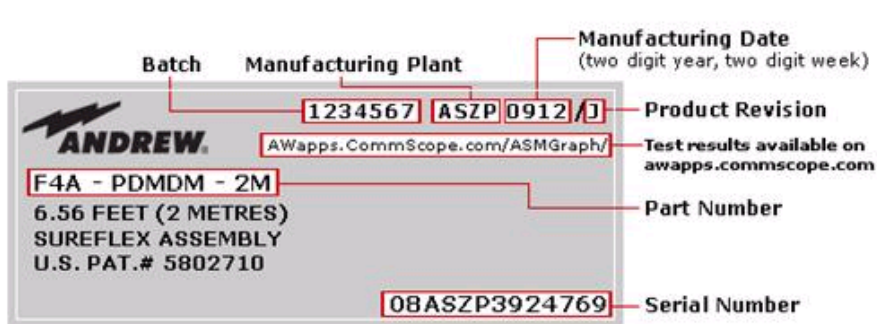 Manufacturing Date
(two digit year, two digit week)
Batch Manufacturing Plant
1234567 ASZP 0912/J Product Revision
ANDREW.
AWapps.CommScope.com/ASMGraph/ Test results available on
awapps.commscope.com
F4A - PDMDM - 2M
Part Number
6.56 FEET (2 METRES)
SUREFLEX ASSEMBLY
U.S. PAT.# 5802710
08ASZP3924769 Serial Number